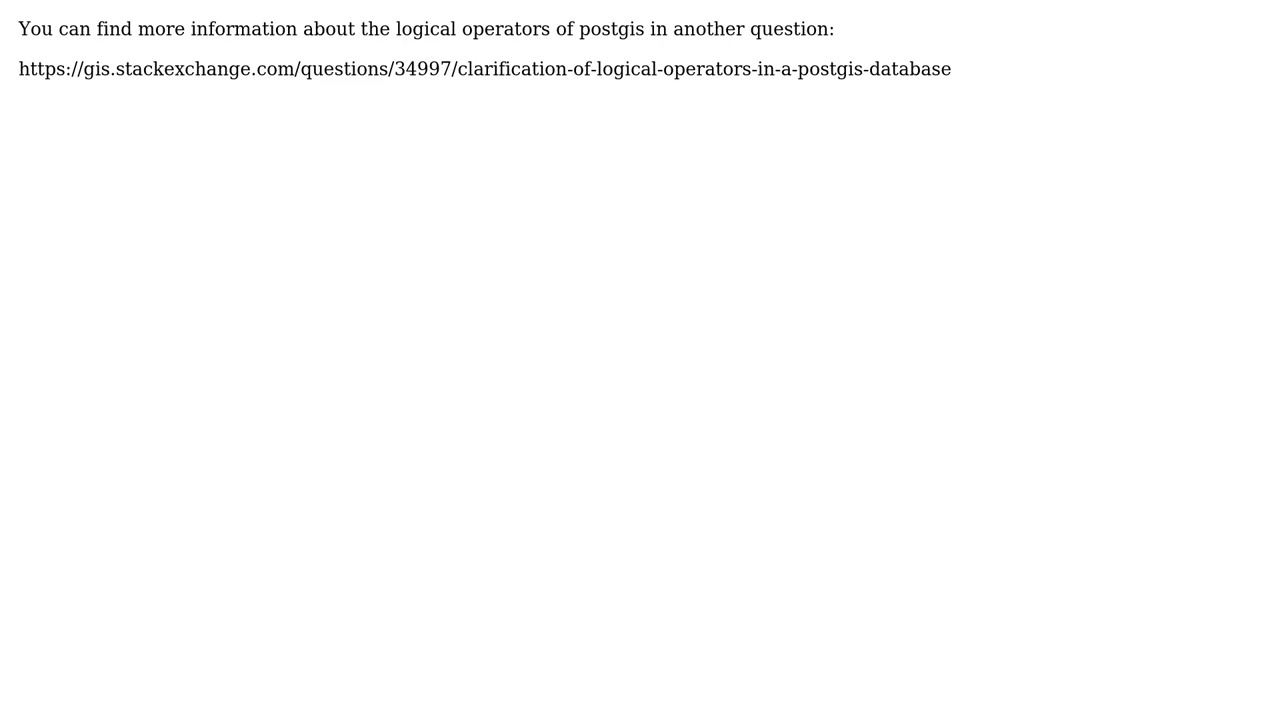 You can find more information about the logical operators of postgis in another question:
https://gis.stackexchange.com/questions/34997/clarification-of-logical-operators-in-a-postgis-database